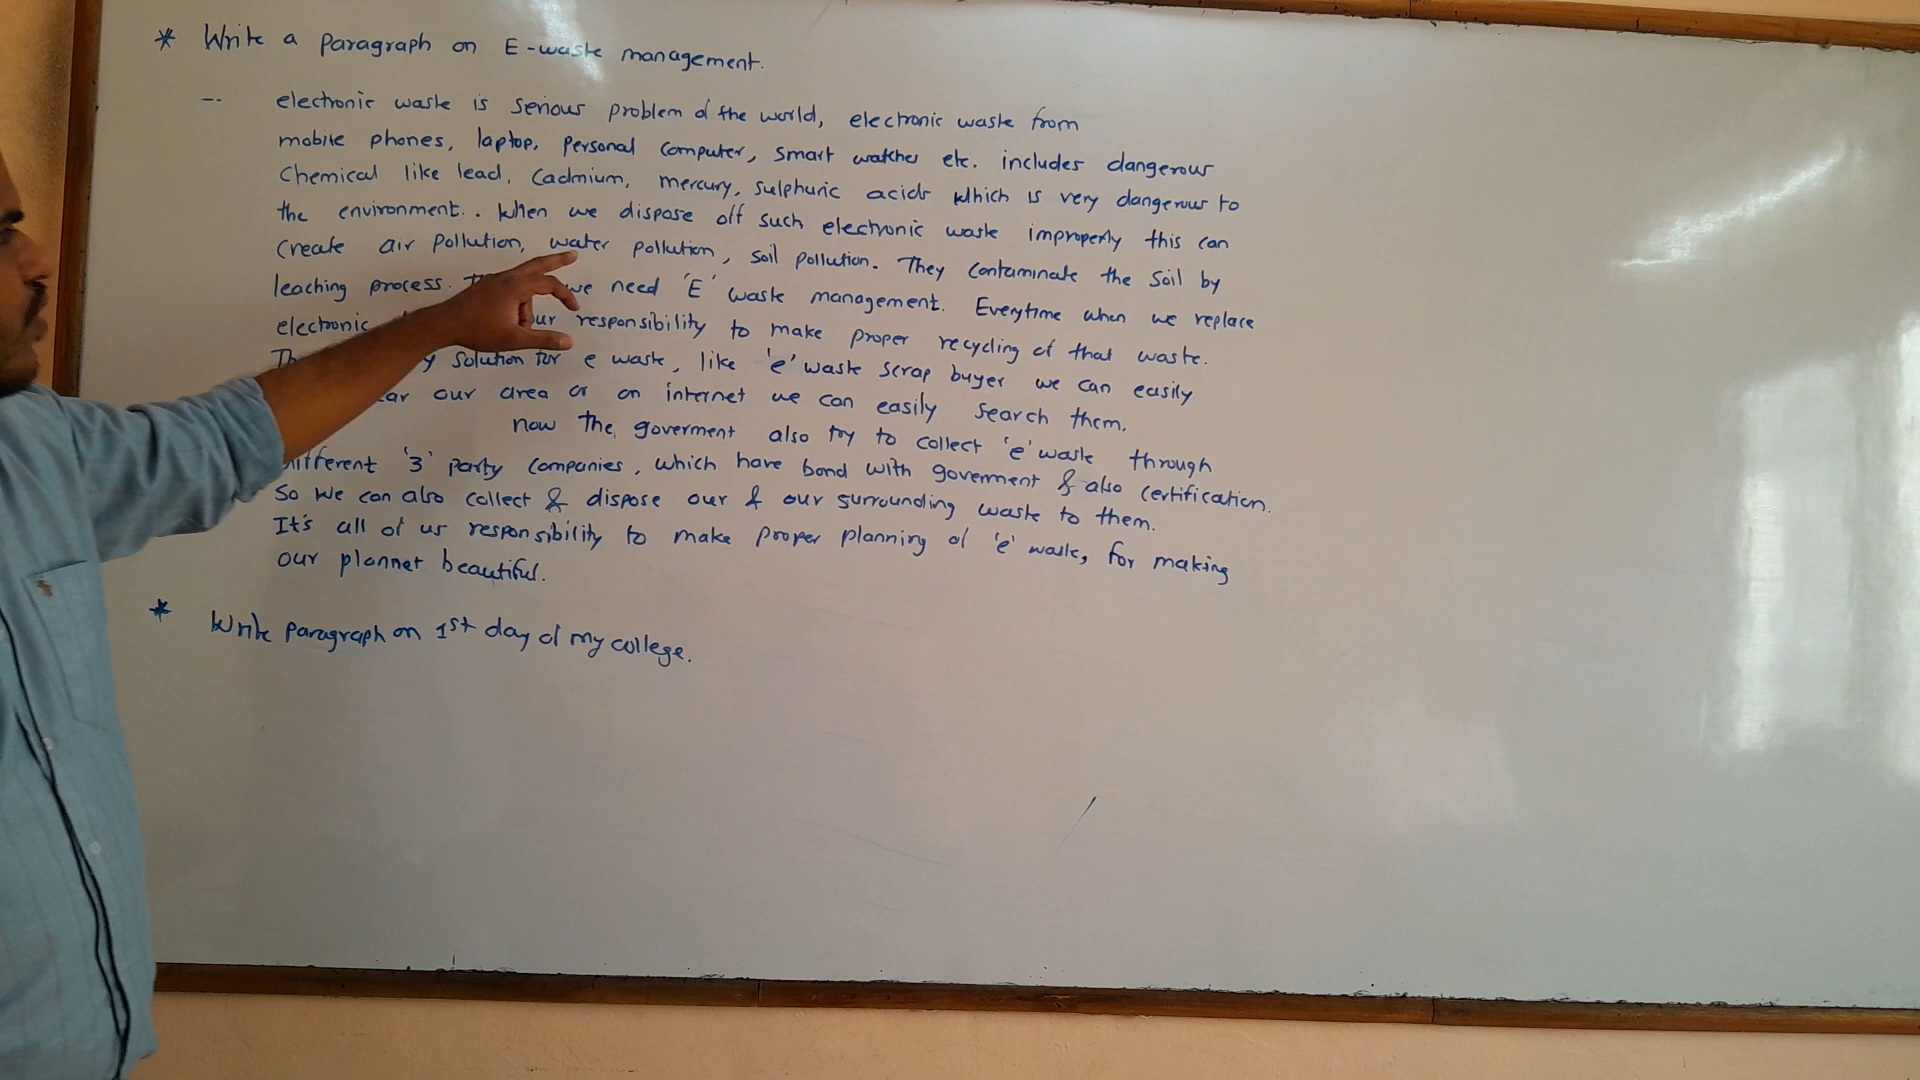 * Write a paragraph on E-waste management.
-. electronic waste is serious problem of the world, electronic waste from
mobile phones, laptop, personal computer, smart watches etc. includes dangerous
chemical like lead, cadmium, mercury, sulphuric acids which is very dangerous to
the environment. . When we dispose off such electronic waste improperly this can
create air pollution, water pollution, soil pollution. They contaminate the soil by
leaching process. we need 'E' waste management. Everytime when we replace
electronic our responsibility to make proper recycling of that waste.
solution for e waste, like 'e' waste scrap buyer we can easily
our area or on internet we can easily search them.
now the goverment also try to collect 'e' waste through
different '3' party companies, which have bond with goverment & also certification.
So we can also collect & dispose our & our surrounding waste to them.
It's all of us responsibility to make proper planning of 'e' waste, for making
our plannet beautiful.
* Write paragraph on 1st day of my college.